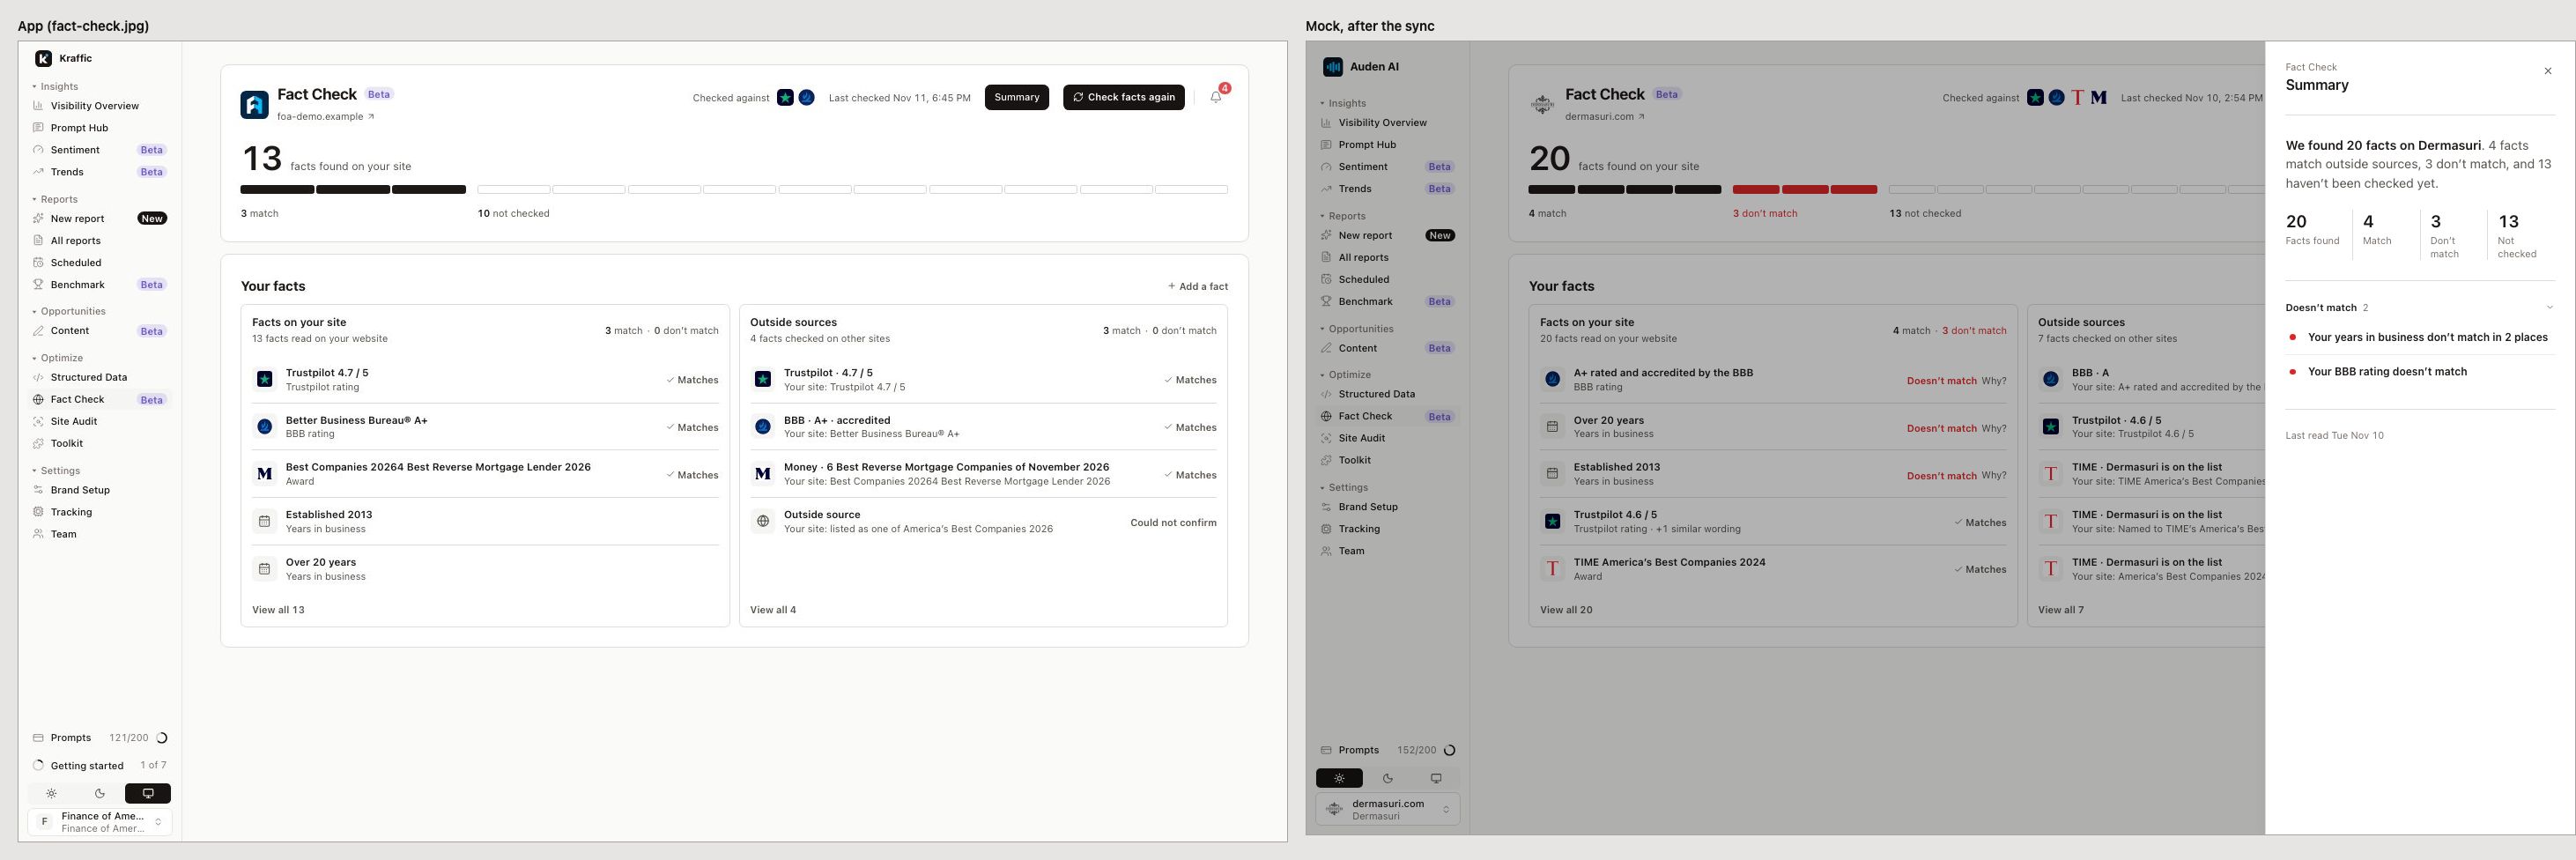 App (fact-check.jpg)
Kraffic
Insights
Visibility Overview
Prompt Hub
Sentiment Beta
Trends Beta
Reports
New report New
All reports
Scheduled
Benchmark Beta
Opportunities
Content Beta
Optimize
Structured Data
Fact Check Beta
Site Audit
Toolkit
Settings
Brand Setup
Tracking
Team
Prompts 121/200
Getting started 1 of 7
F Finance of Ame...
Finance of Amer...
Fact Check Beta
foa-demo.example
Checked against Last checked Nov 11, 6:45 PM Summary Check facts again 4
13 facts found on your site
3 match 10 not checked
Your facts + Add a fact
Facts on your site
13 facts read on your website
3 match · 0 don't match
Trustpilot 4.7 / 5 Matches
Trustpilot rating
Better Business Bureau® A+ Matches
BBB rating
M Best Companies 20264 Best Reverse Mortgage Lender 2026 Matches
Award
Established 2013
Years in business
Over 20 years
Years in business
View all 13
Outside sources
4 facts checked on other sites
3 match · 0 don't match
Trustpilot · 4.7 / 5 Matches
Your site: Trustpilot 4.7 / 5
BBB · A+ · accredited Matches
Your site: Better Business Bureau® A+
M Money · 6 Best Reverse Mortgage Companies of November 2026 Matches
Your site: Best Companies 20264 Best Reverse Mortgage Lender 2026
Outside source Could not confirm
Your site: listed as one of America's Best Companies 2026
View all 4
Mock, after the sync
Auden AI
Insights
Visibility Overview
Prompt Hub
Sentiment Beta
Trends Beta
Reports
New report New
All reports
Scheduled
Benchmark Beta
Opportunities
Content Beta
Optimize
Structured Data
Fact Check Beta
Site Audit
Toolkit
Settings
Brand Setup
Tracking
Team
Prompts 152/200
dermasuri.com
Dermasuri
Fact Check Beta
dermasuri.com
Checked against T M Last checked Nov 10, 2:54 PM
20 facts found on your site
4 match 3 don't match 13 not checked
Your facts
Facts on your site
20 facts read on your website
4 match · 3 don't match
A+ rated and accredited by the BBB Doesn't match Why?
BBB rating
Over 20 years Doesn't match Why?
Years in business
Established 2013 Doesn't match Why?
Years in business
Trustpilot 4.6 / 5 Matches
Trustpilot rating · +1 similar wording
T TIME America's Best Companies 2024 Matches
Award
View all 20
Outside sources
7 facts checked on other sites
BBB · A
Your site: A+ rated and accredited by the
Trustpilot · 4.6 / 5
Your site: Trustpilot 4.6 / 5
T TIME · Dermasuri is on the list
Your site: TIME America's Best Companies
T TIME · Dermasuri is on the list
Your site: Named to TIME's America's Bes
T TIME · Dermasuri is on the list
Your site: America's Best Companies 2024
View all 7
Fact Check
Summary
We found 20 facts on Dermasuri. 4 facts
match outside sources, 3 don't match, and 13
haven't been checked yet.
20 4 3 13
Facts found Match Don't match Not checked
Doesn't match 2
Your years in business don't match in 2 places
Your BBB rating doesn't match
Last read Tue Nov 10